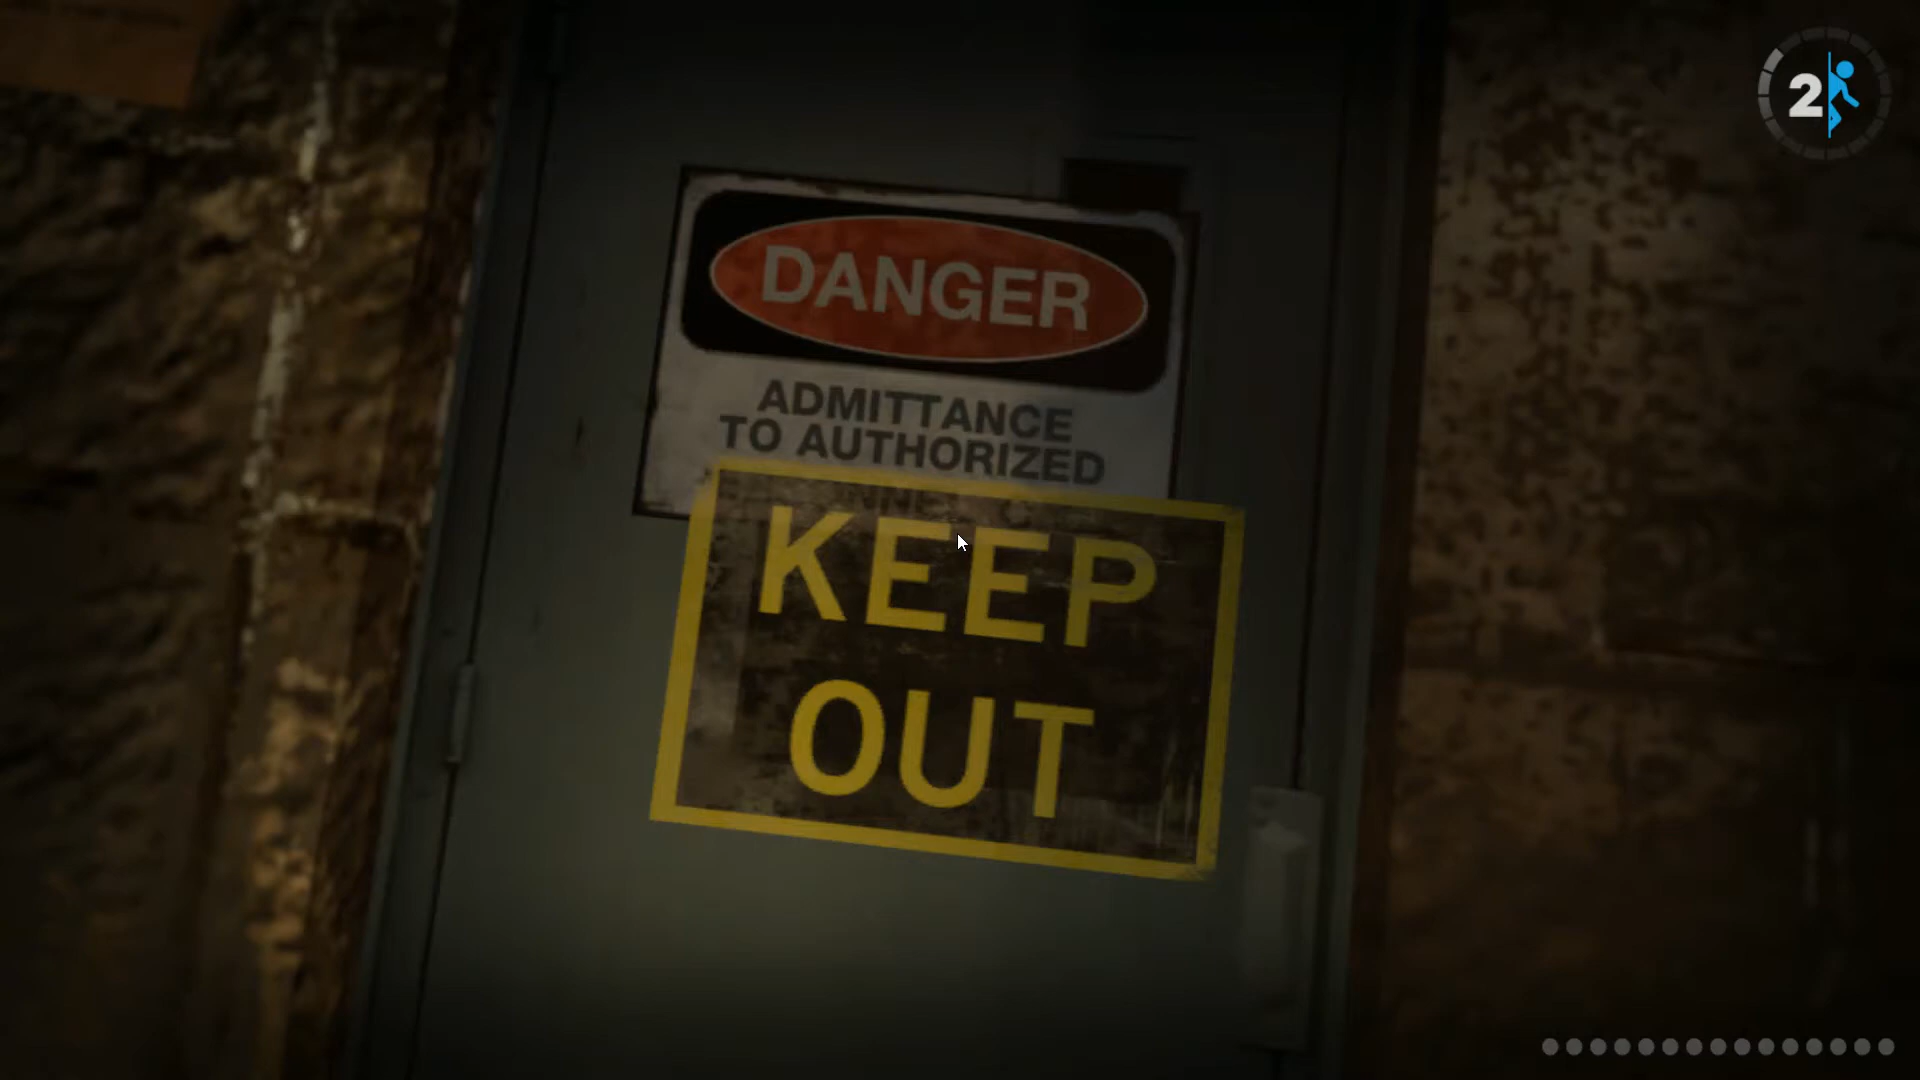 2
DANGER
ADMITTANCE
TO AUTHORIZED
KEEP
OUT